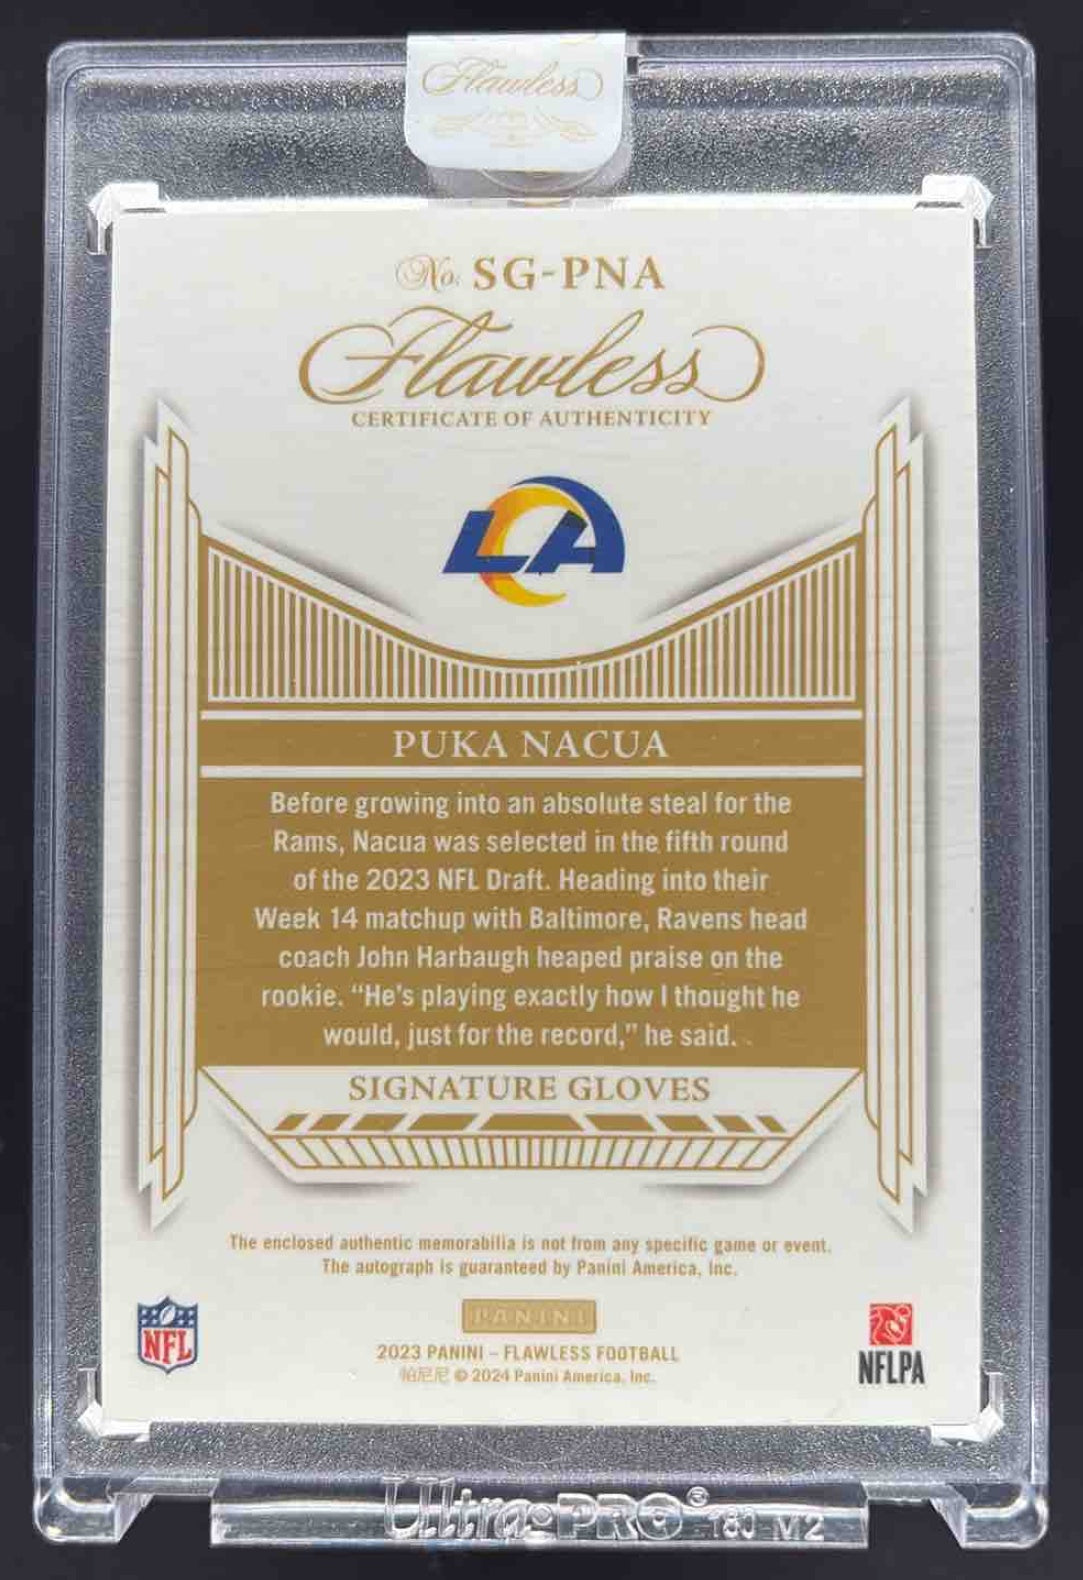 Flawless
No. SG-PNA
Flawless
CERTIFICATE OF AUTHENTICITY
LA
PUKA NACUA
Before growing into an absolute steal for the
Rams, Nacua was selected in the fifth round
of the 2023 NFL Draft. Heading into their
Week 14 matchup with Baltimore, Ravens head
coach John Harbaugh heaped praise on the
rookie. “He's playing exactly how I thought he
would, just for the record,” he said.
SIGNATURE GLOVES
The enclosed authentic memorabilia is not from any specific game or event.
The autograph is guaranteed by Panini America, Inc.
PANINI
NFL
2023 PANINI – FLAWLESS FOOTBALL
帕尼尼 © 2024 Panini America, Inc.
NFLPA
Ultra·PRO® 180 M2